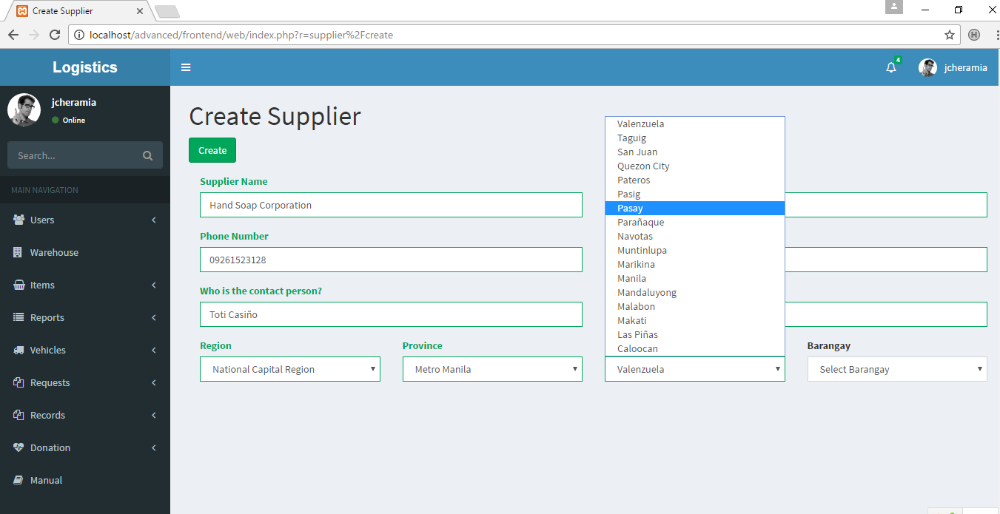 Create Supplier
localhost/advanced/frontend/web/index.php?r=supplier%2Fcreate
H
Logistics
4
jcheramia
jcheramia
Online
Search...
MAIN NAVIGATION
Users
Warehouse
Items
Reports
Vehicles
Requests
Records
Donation
Manual
Create Supplier
Create
Supplier Name
Hand Soap Corporation
Phone Number
09261523128
Who is the contact person?
Toti Casiño
Region
Province
Barangay
National Capital Region
Metro Manila
Valenzuela
Select Barangay
Valenzuela
Taguig
San Juan
Quezon City
Pateros
Pasig
Pasay
Parañaque
Navotas
Muntinlupa
Marikina
Manila
Mandaluyong
Malabon
Makati
Las Piñas
Caloocan